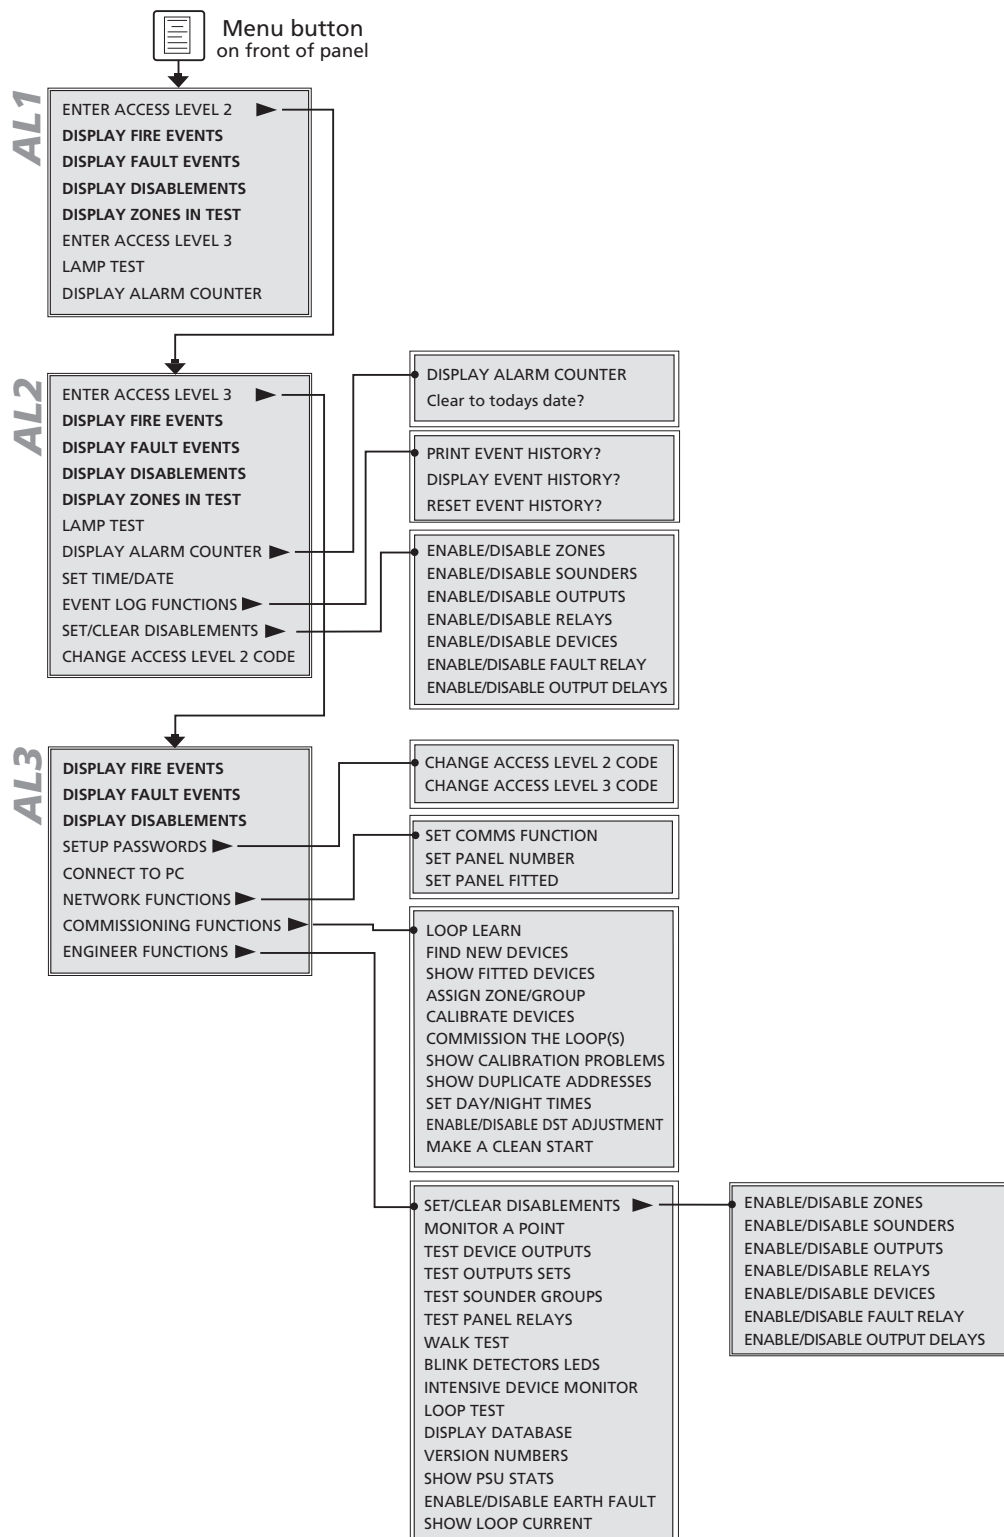 Menu button
on front of panel
AL1
ENTER ACCESS LEVEL 2
DISPLAY FIRE EVENTS
DISPLAY FAULT EVENTS
DISPLAY DISABLEMENTS
DISPLAY ZONES IN TEST
ENTER ACCESS LEVEL 3
LAMP TEST
DISPLAY ALARM COUNTER
AL2
ENTER ACCESS LEVEL 3
DISPLAY FIRE EVENTS
DISPLAY FAULT EVENTS
DISPLAY DISABLEMENTS
DISPLAY ZONES IN TEST
LAMP TEST
DISPLAY ALARM COUNTER
SET TIME/DATE
EVENT LOG FUNCTIONS
SET/CLEAR DISABLEMENTS
CHANGE ACCESS LEVEL 2 CODE
DISPLAY ALARM COUNTER
Clear to todays date?
PRINT EVENT HISTORY?
DISPLAY EVENT HISTORY?
RESET EVENT HISTORY?
ENABLE/DISABLE ZONES
ENABLE/DISABLE SOUNDERS
ENABLE/DISABLE OUTPUTS
ENABLE/DISABLE RELAYS
ENABLE/DISABLE DEVICES
ENABLE/DISABLE FAULT RELAY
ENABLE/DISABLE OUTPUT DELAYS
AL3
DISPLAY FIRE EVENTS
DISPLAY FAULT EVENTS
DISPLAY DISABLEMENTS
SETUP PASSWORDS
CONNECT TO PC
NETWORK FUNCTIONS
COMMISSIONING FUNCTIONS
ENGINEER FUNCTIONS
CHANGE ACCESS LEVEL 2 CODE
CHANGE ACCESS LEVEL 3 CODE
SET COMMS FUNCTION
SET PANEL NUMBER
SET PANEL FITTED
LOOP LEARN
FIND NEW DEVICES
SHOW FITTED DEVICES
ASSIGN ZONE/GROUP
CALIBRATE DEVICES
COMMISSION THE LOOP(S)
SHOW CALIBRATION PROBLEMS
SHOW DUPLICATE ADDRESSES
SET DAY/NIGHT TIMES
ENABLE/DISABLE DST ADJUSTMENT
MAKE A CLEAN START
SET/CLEAR DISABLEMENTS
MONITOR A POINT
TEST DEVICE OUTPUTS
TEST OUTPUTS SETS
TEST SOUNDER GROUPS
TEST PANEL RELAYS
WALK TEST
BLINK DETECTORS LEDS
INTENSIVE DEVICE MONITOR
LOOP TEST
DISPLAY DATABASE
VERSION NUMBERS
SHOW PSU STATS
ENABLE/DISABLE EARTH FAULT
SHOW LOOP CURRENT
ENABLE/DISABLE ZONES
ENABLE/DISABLE SOUNDERS
ENABLE/DISABLE OUTPUTS
ENABLE/DISABLE RELAYS
ENABLE/DISABLE DEVICES
ENABLE/DISABLE FAULT RELAY
ENABLE/DISABLE OUTPUT DELAYS